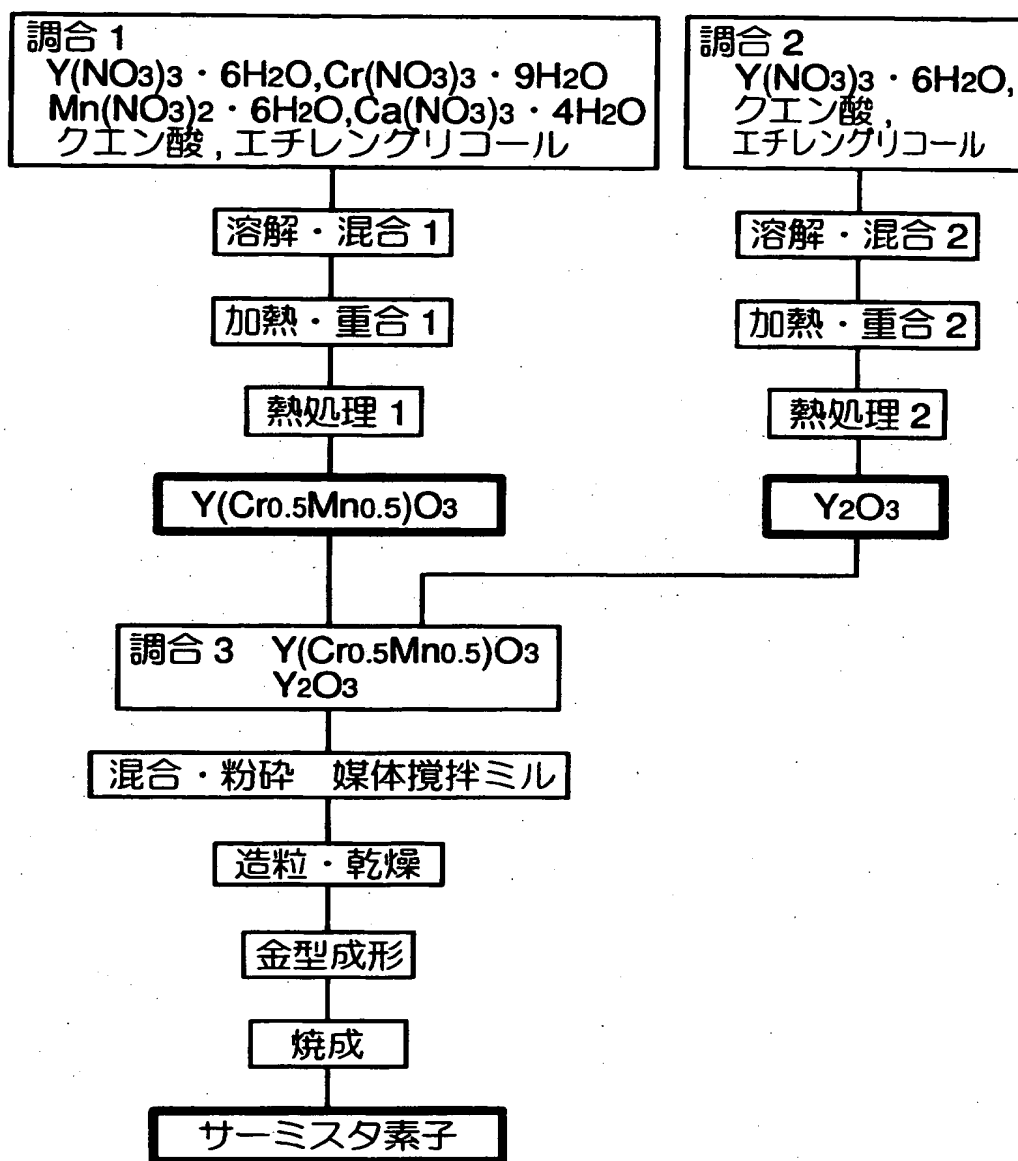 調合 1
Y(NO3)3・6H2O,Cr(NO3)3・9H2O
Mn(NO3)2・6H2O,Ca(NO3)3・4H2O
クエン酸 , エチレングリコール
溶解・混合 1
加熱・重合 1
熱処理 1
Y(Cr0.5Mn0.5)O3
調合 2
Y(NO3)3・6H2O,
クエン酸 ,
エチレングリコール
溶解・混合 2
加熱・重合 2
熱処理 2
Y2O3
調合 3 Y(Cr0.5Mn0.5)O3
Y2O3
混合・粉砕 媒体撹拌ミル
造粒・乾燥
金型成形
焼成
サーミスタ素子